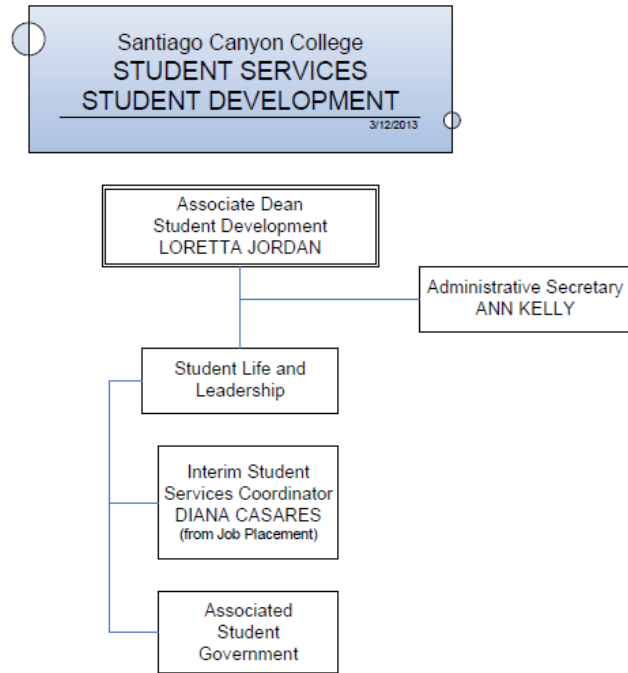 Santiago Canyon College
STUDENT SERVICES
STUDENT DEVELOPMENT
3/12/2013
Associate Dean
Student Development
LORETTA JORDAN
Administrative Secretary
ANN KELLY
Student Life and
Leadership
Interim Student
Services Coordinator
DIANA CASARES
(from Job Placement)
Associated
Student
Government